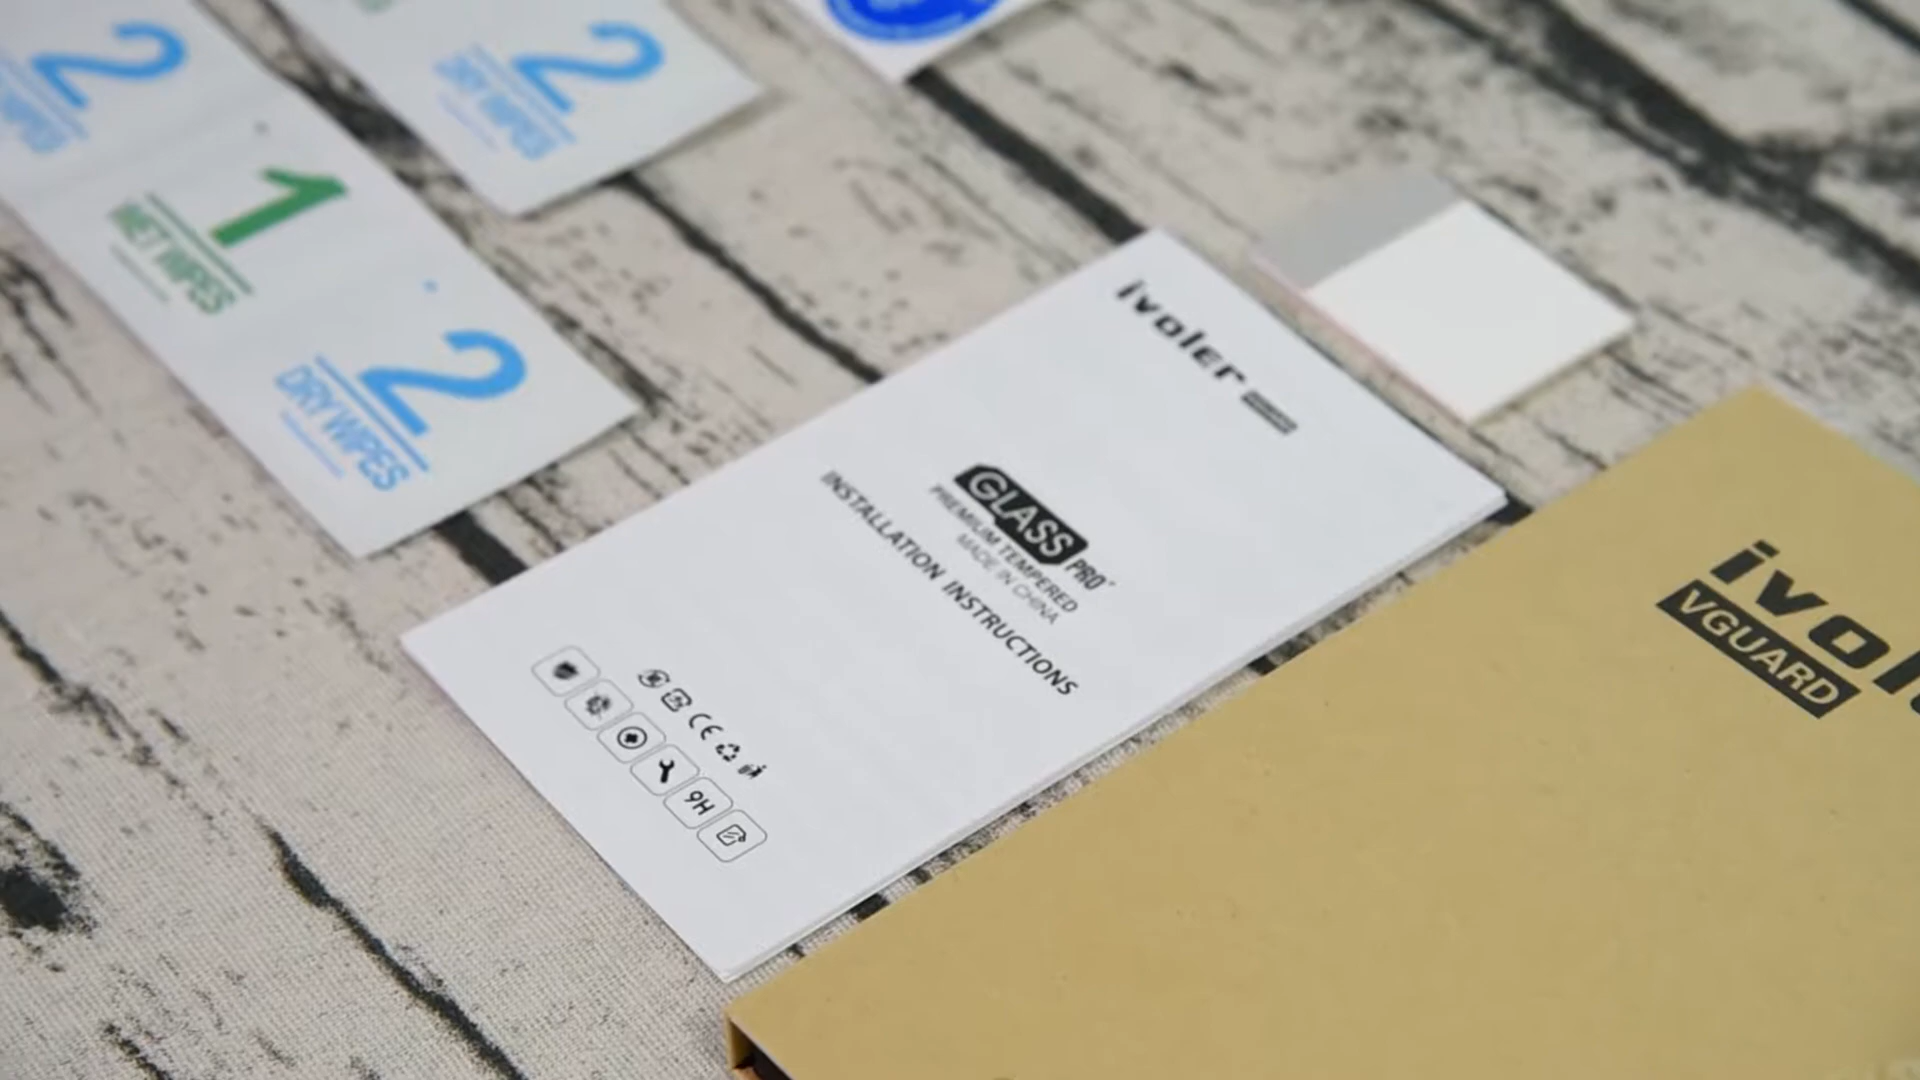 2
DRY WIPES
2
WIPES
1
WET WIPES
2
DRY WIPES
ivoler
GLASS PRO
PREMIUM TEMPERED
MADE IN CHINA
INSTALLATION INSTRUCTIONS
CE
9H
ivol
VGUARD